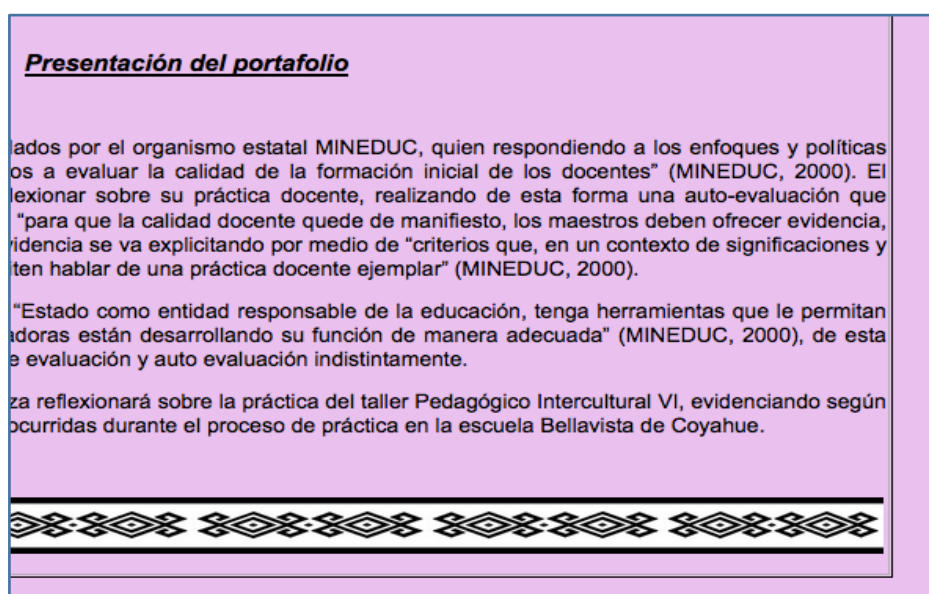 Presentación del portafolio
lados por el organismo estatal MINEDUC, quien respondiendo a los enfoques y políticas
os a evaluar la calidad de la formación inicial de los docentes” (MINEDUC, 2000). El
lexionar sobre su práctica docente, realizando de esta forma una auto-evaluación que
“para que la calidad docente quede de manifiesto, los maestros deben ofrecer evidencia,
videncia se va explicitando por medio de “criterios que, en un contexto de significaciones y
iten hablar de una práctica docente ejemplar” (MINEDUC, 2000).
“Estado como entidad responsable de la educación, tenga herramientas que le permitan
adoras están desarrollando su función de manera adecuada” (MINEDUC, 2000), de esta
e evaluación y auto evaluación indistintamente.
za reflexionará sobre la práctica del taller Pedagógico Intercultural VI, evidenciando según
ocurridas durante el proceso de práctica en la escuela Bellavista de Coyahue.